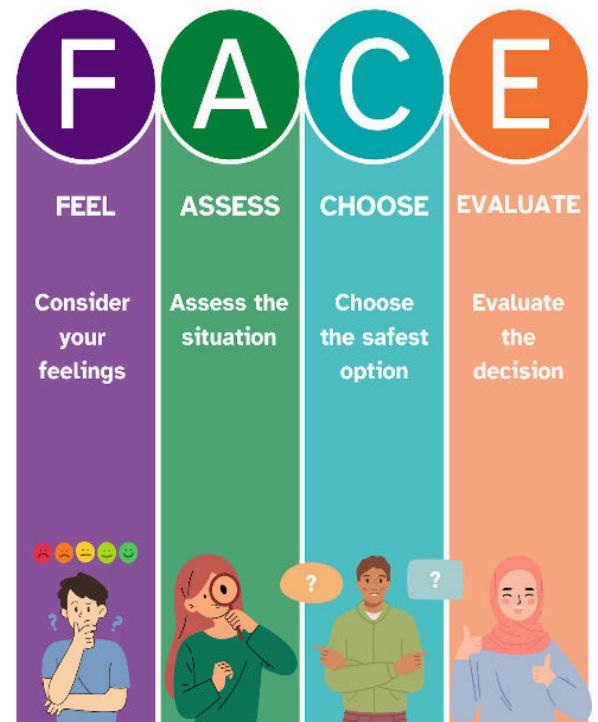 F A C E
FEEL
ASSESS
CHOOSE
EVALUATE
Consider
your
feelings
Assess the
situation
Choose
the safest
option
Evaluate
the
decision
? ?
?
?